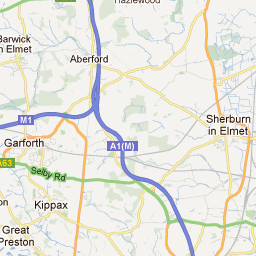 Hazlewood
Barwick
in Elmet
Aberford
M1
Sherburn
in Elmet
Garforth
A1(M)
A63
Selby Rd
Kippax
Great
Preston